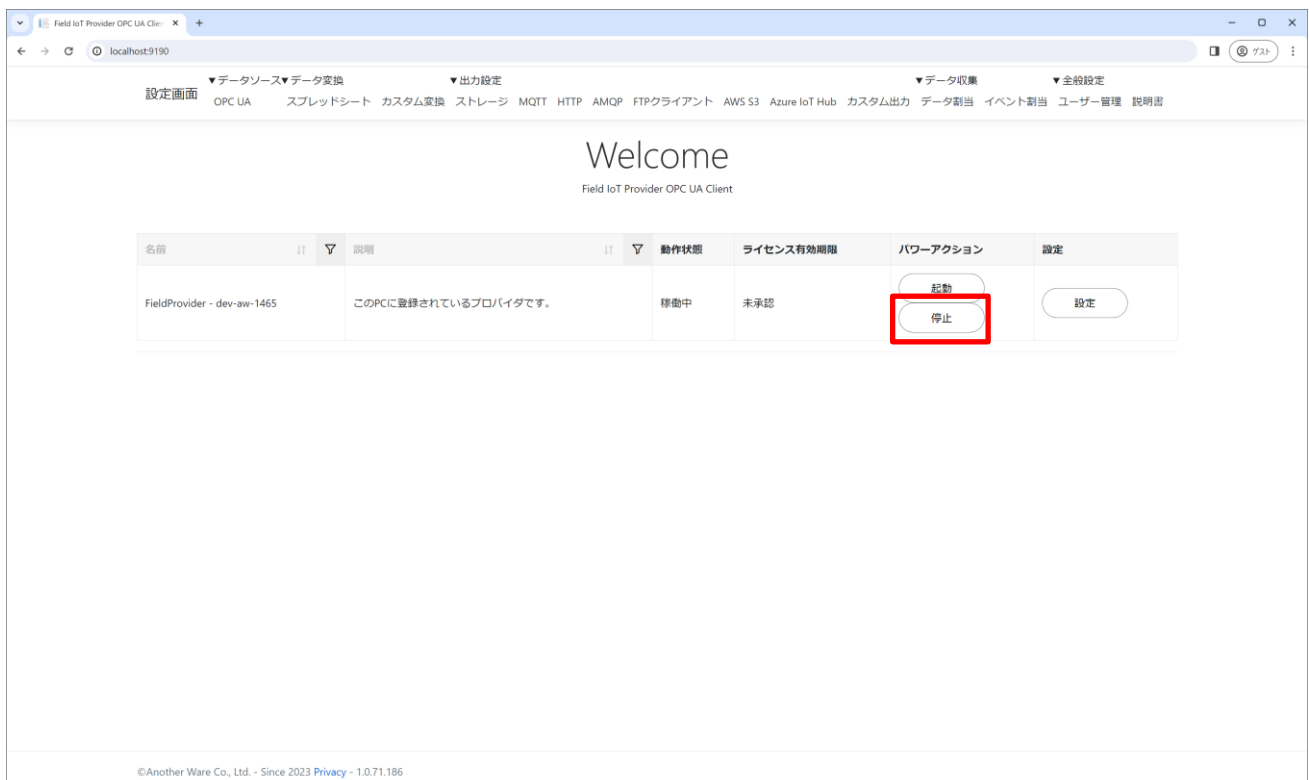 Field IoT Provider OPC UA Clie
localhost:9190
ゲスト
▼データソース▼データ変換 ▼出力設定 ▼データ収集 ▼全般設定
設定画面 OPC UA スプレッドシート カスタム変換 ストレージ MQTT HTTP AMQP FTPクライアント AWS S3 Azure IoT Hub カスタム出力 データ割当 イベント割当 ユーザー管理 説明書
Welcome
Field IoT Provider OPC UA Client
名前 説明 動作状態 ライセンス有効期限 パワーアクション 設定
起動
FieldProvider - dev-aw-1465 このPCに登録されているプロバイダです。 稼働中 未承認 設定
停止
©Another Ware Co., Ltd. - Since 2023 Privacy - 1.0.71.186